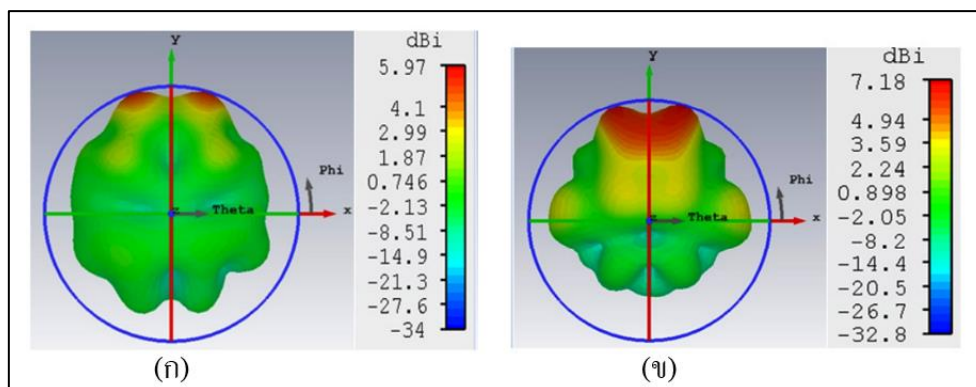 dBi
5.97
4.1
2.99
1.87
0.746
-2.13
-8.51
-14.9
-21.3
-27.6
-34
y
Phi
x
Theta
(ก)
dBi
7.18
4.94
3.59
2.24
0.898
-2.05
-8.2
-14.4
-20.5
-26.7
-32.8
y
Phi
x
Theta
(ข)